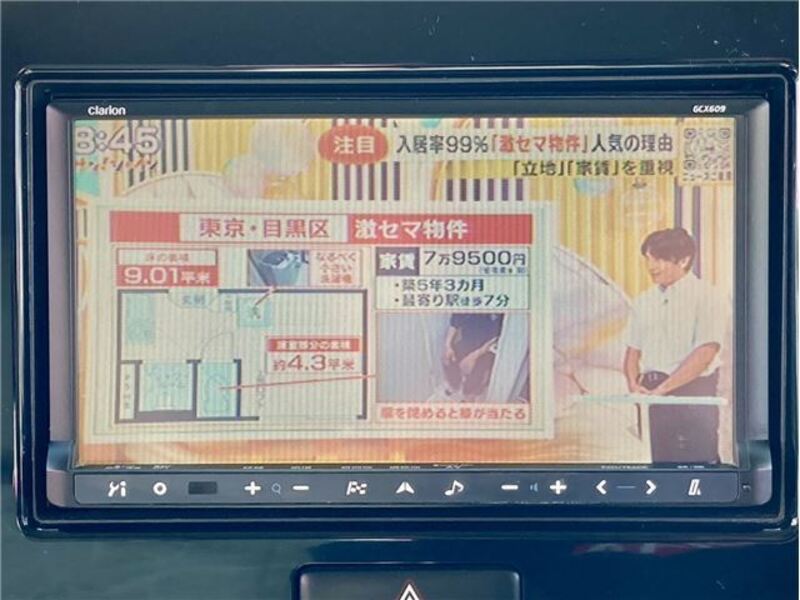 Clarion
GCX609
8:45
注目
入居率99%「激セマ物件」人気の理由
「立地」「家賃」を重視
東京・目黒区 激セマ物件
床の面積
9.01平米
なるべく
小さい
洗濯機
家賃 7万9500円
・築5年3カ月
・最寄り駅徒歩7分
玄関
洗
居室部分の面積
約4.3平米
扉を閉めると膝が当たる